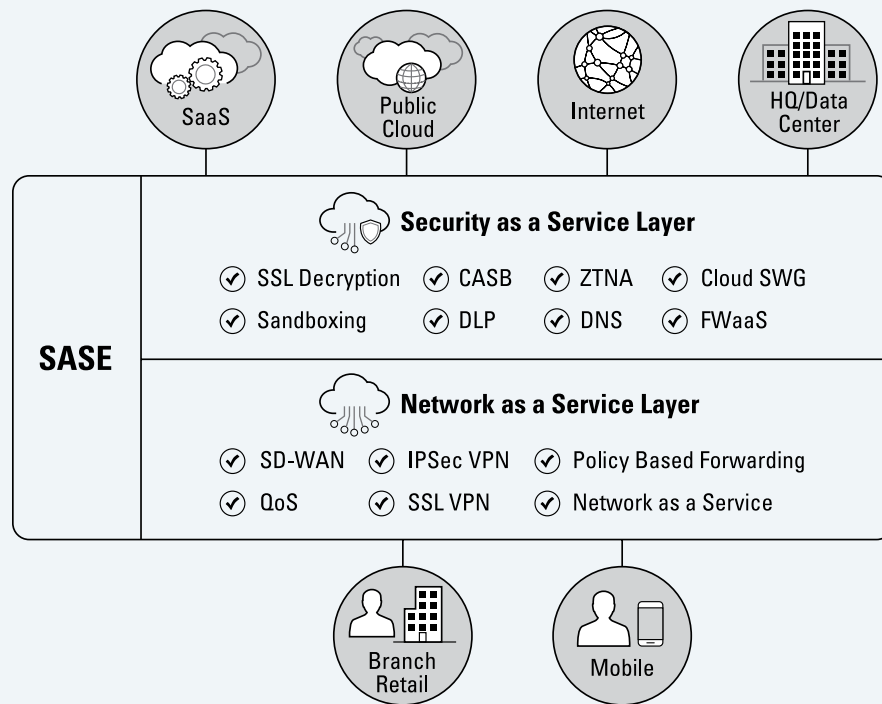 SaaS
Public
Cloud
Internet
HQ/Data
Center
SASE
Security as a Service Layer
SSL Decryption CASB ZTNA Cloud SWG
Sandboxing DLP DNS FWaaS
Network as a Service Layer
SD-WAN IPSec VPN Policy Based Forwarding
QoS SSL VPN Network as a Service
Branch
Retail
Mobile